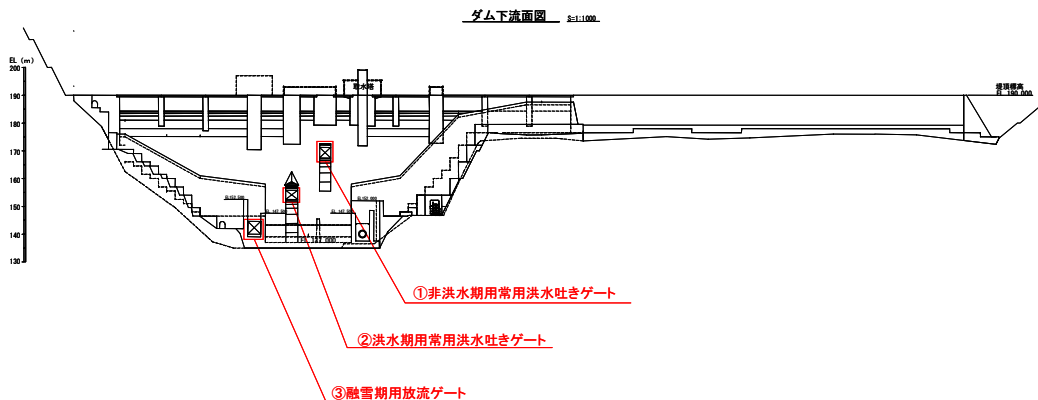 ダム下流面図 S=1:1000
EL (m)
200
190
180
170
160
150
140
130
取水塔
堤頂標高
EL 190.000
①非洪水期用常用洪水吐きゲート
②洪水期用常用洪水吐きゲート
③融雪期用放流ゲート